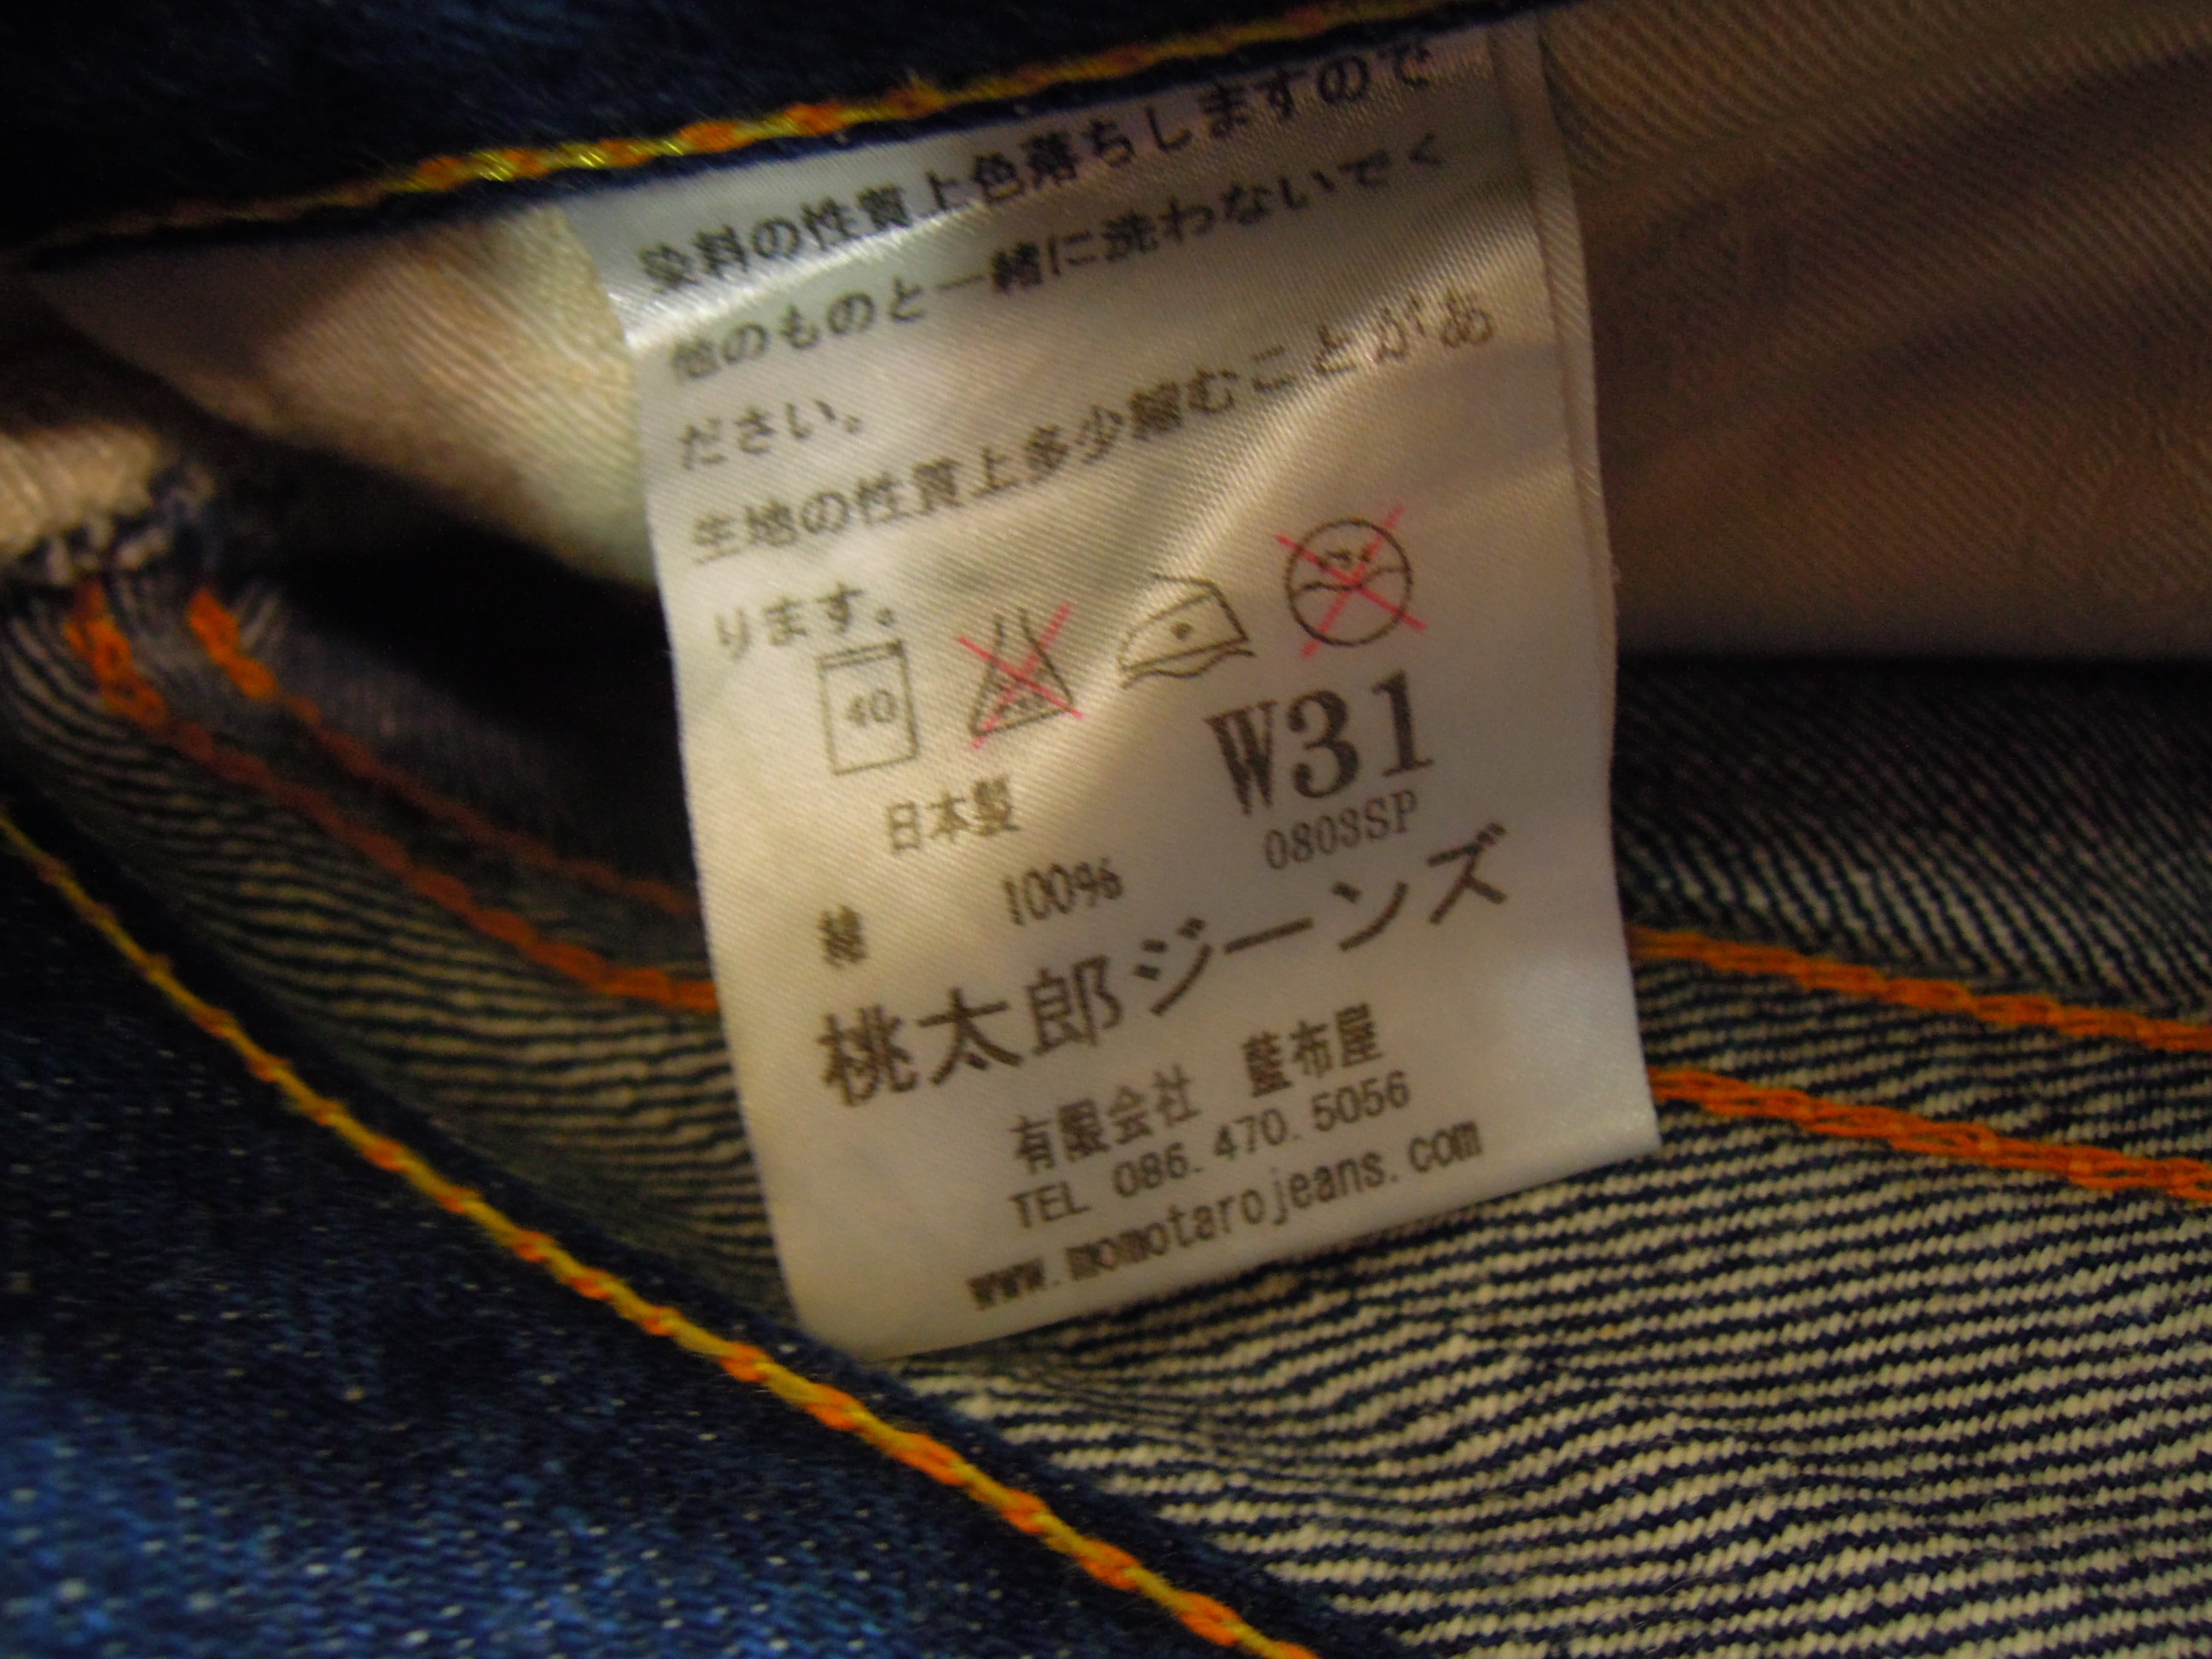 染料の性質上色落ちしますので
他のものと一緒に洗わないでく
ださい。
生地の性質上多少縮むことがあ
ります。
40
W31
日本製
0803SP
綿 100%
桃太郎ジーンズ
有限会社 藍布屋
TEL 086.470.5056
www.momotarojeans.com